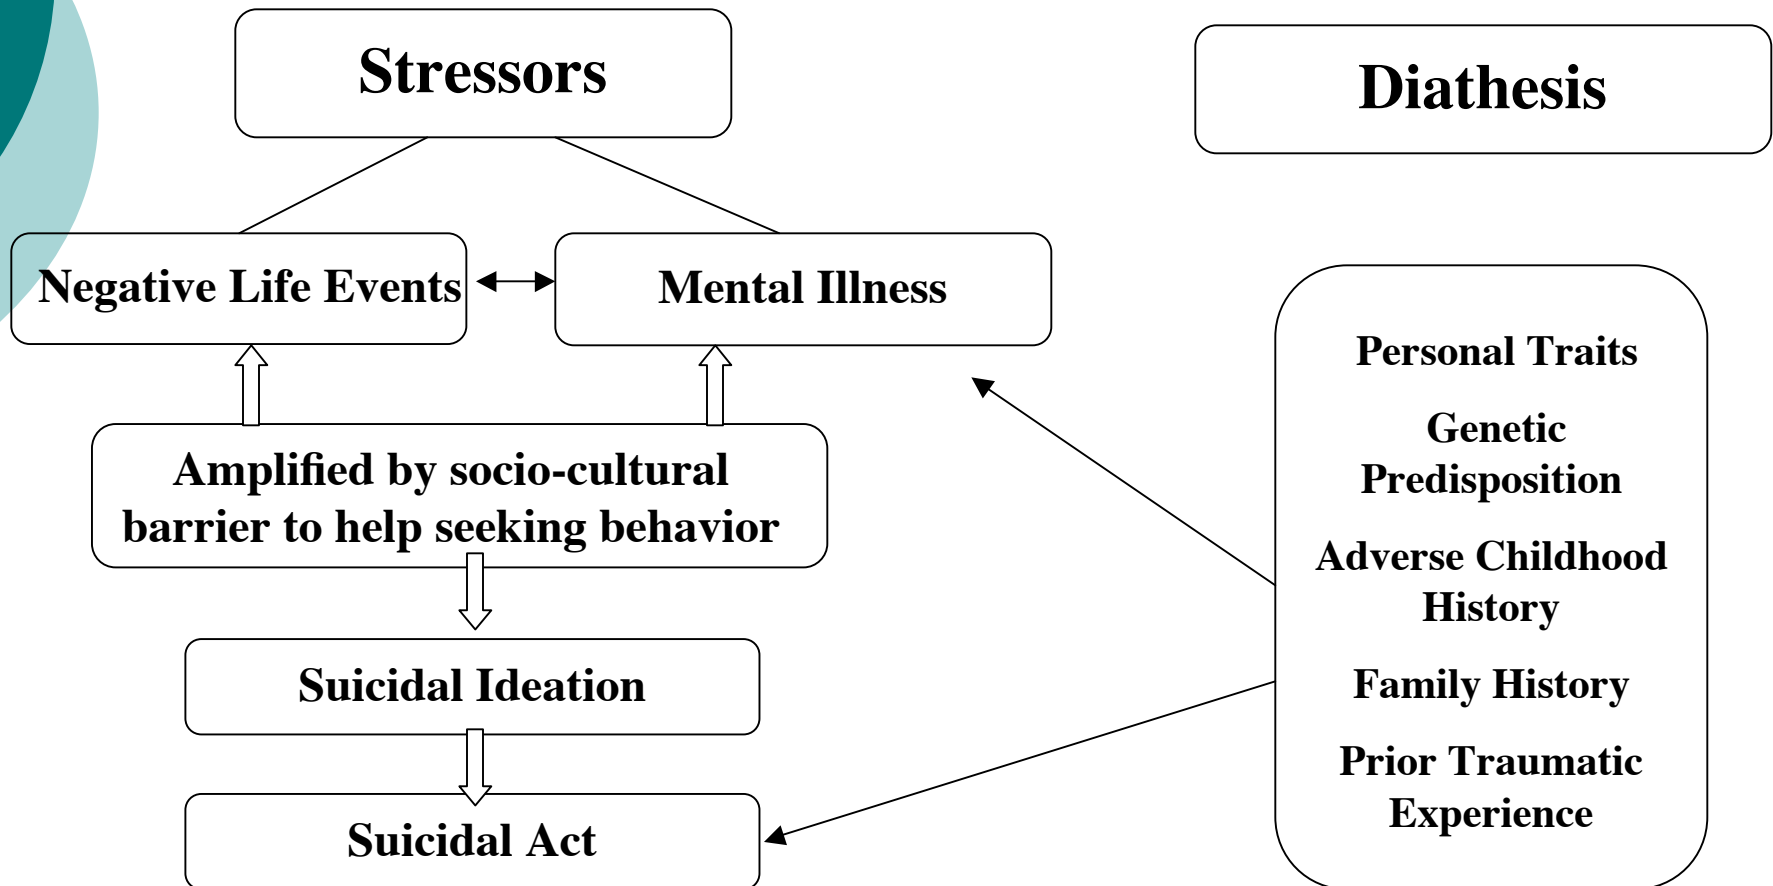 Stressors
Diathesis
Negative Life Events
Mental Illness
Amplified by socio-cultural
barrier to help seeking behavior
Suicidal Ideation
Suicidal Act
Personal Traits
Genetic
Predisposition
Adverse Childhood
History
Family History
Prior Traumatic
Experience